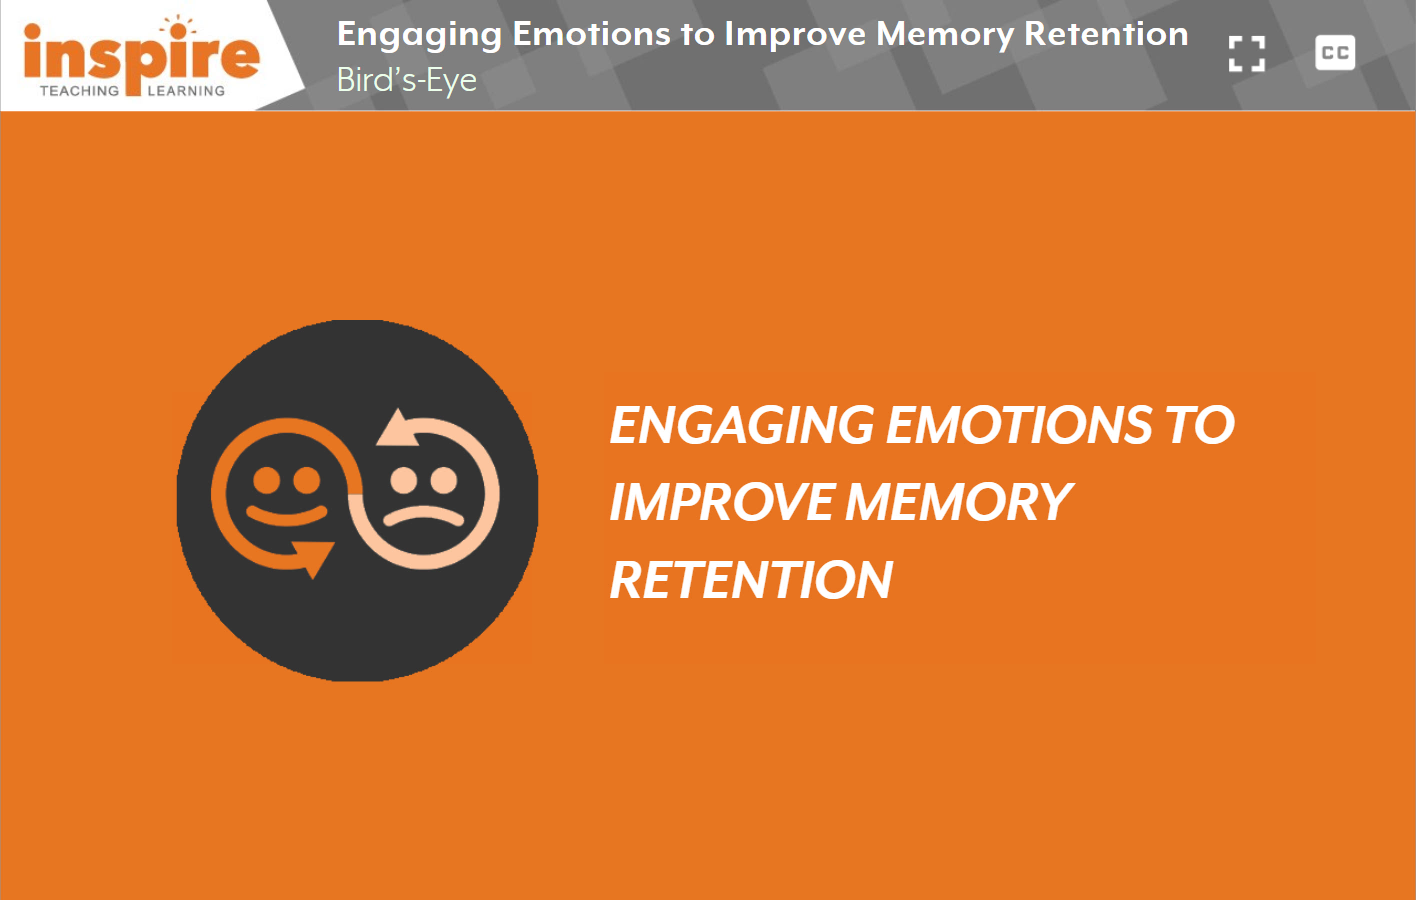 inspire
TEACHING LEARNING
Engaging Emotions to Improve Memory Retention
Bird’s-Eye
CC
ENGAGING EMOTIONS TO
IMPROVE MEMORY
RETENTION